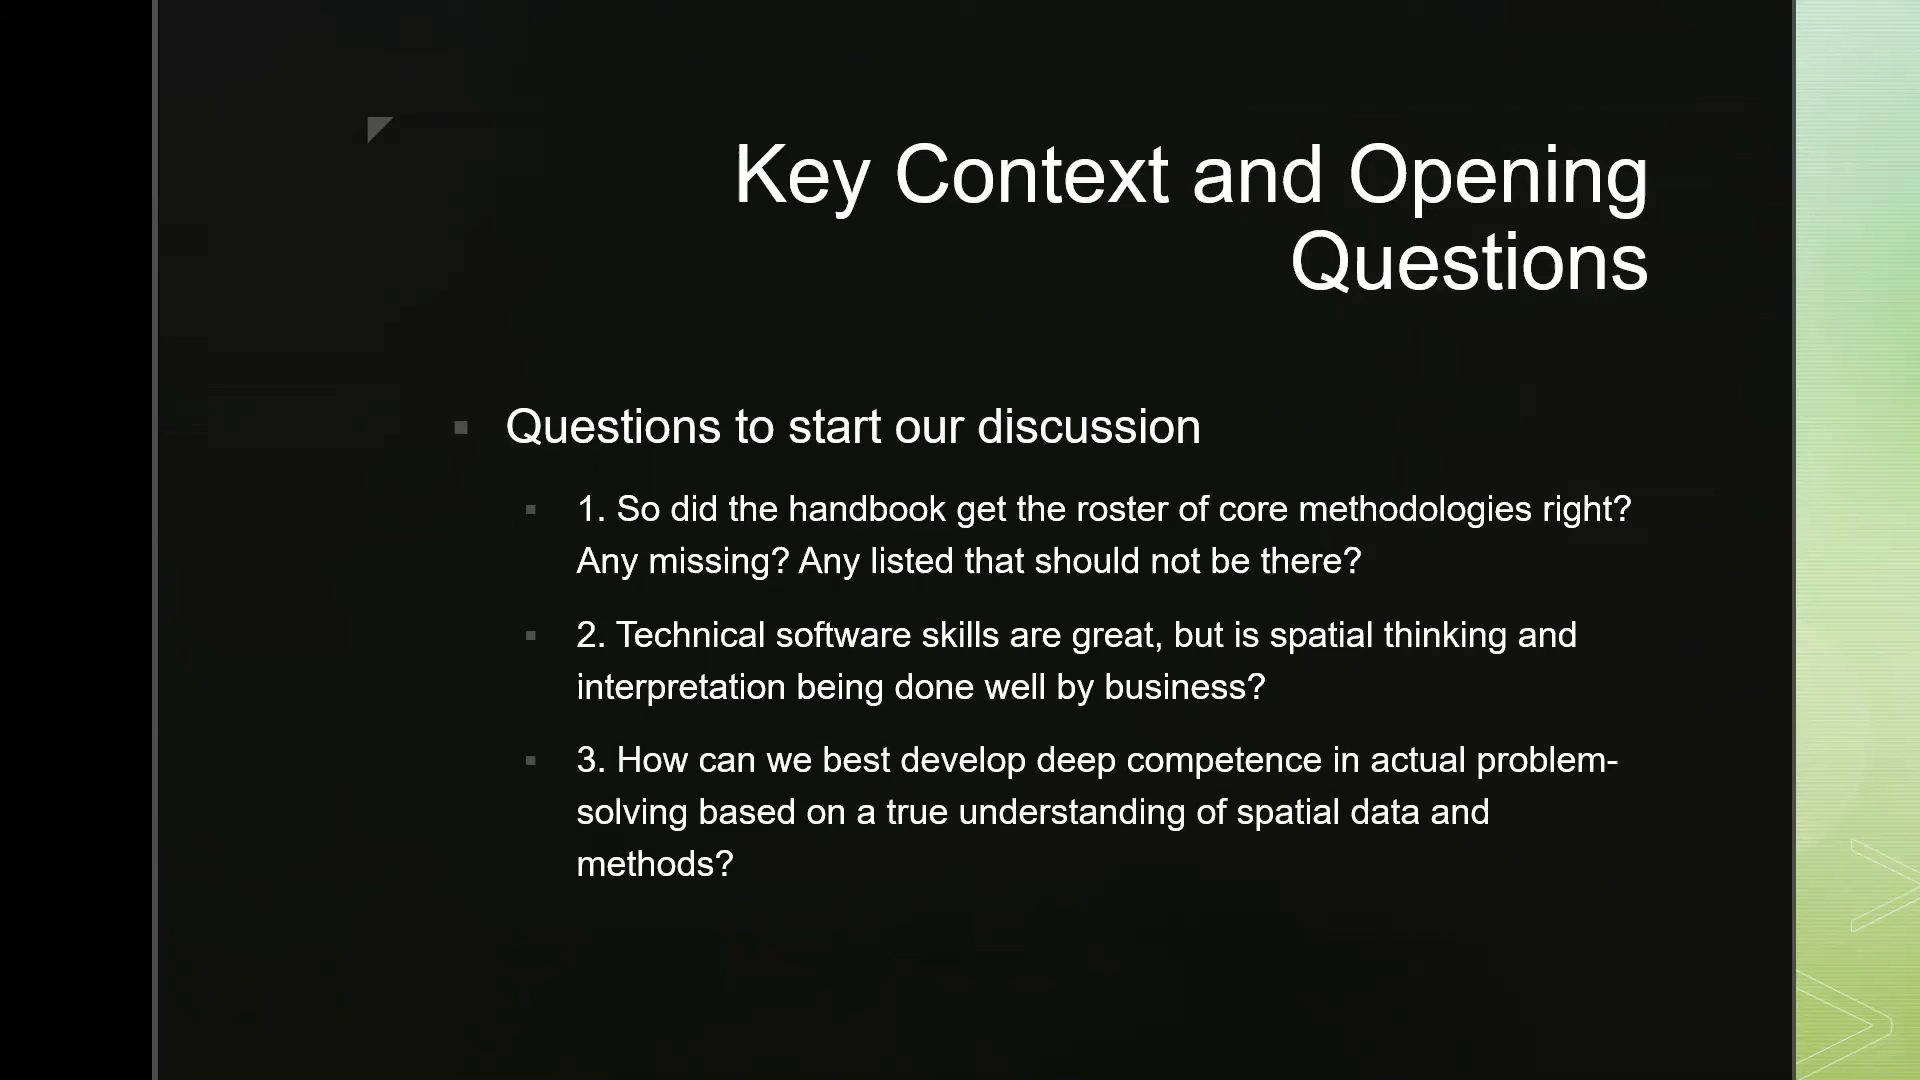 Key Context and Opening
Questions
Questions to start our discussion
1. So did the handbook get the roster of core methodologies right?
Any missing? Any listed that should not be there?
2. Technical software skills are great, but is spatial thinking and
interpretation being done well by business?
3. How can we best develop deep competence in actual problem-
solving based on a true understanding of spatial data and
methods?